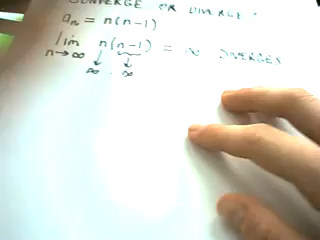 CONVERGE OR DIVERGE?
aₙ = n(n-1)
lim n(n-1) = ∞ DIVERGES
n→∞ ↓ ↓
∞ · ∞